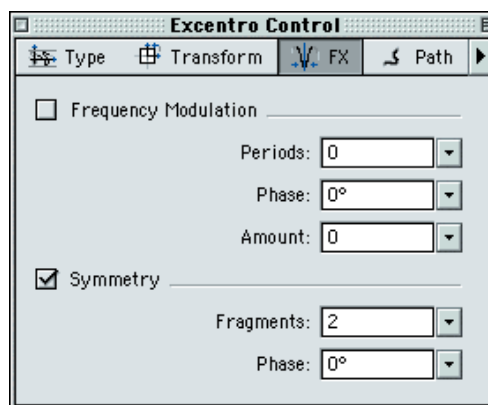 Excentro Control
Type Transform FX Path
Frequency Modulation
Periods: 0
Phase: 0°
Amount: 0
Symmetry
Fragments: 2
Phase: 0°